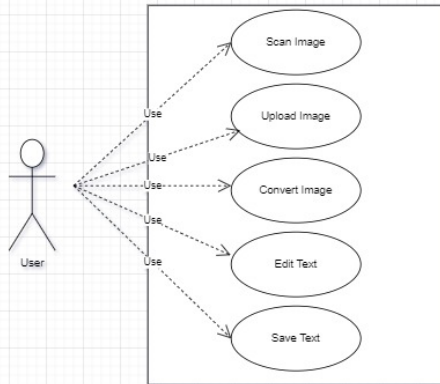 Scan Image
Use
Upload Image
Use
Convert Image
Use
Use
Edit Text
User
Use
Save Text